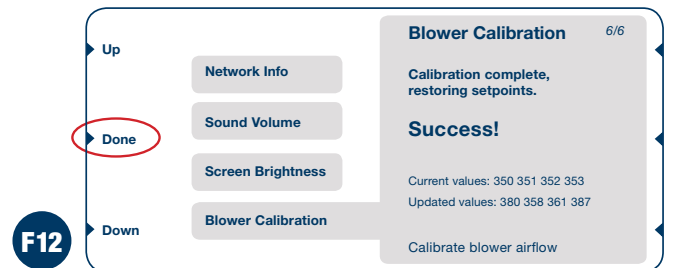 Up
Done
Down
F12
Network Info
Sound Volume
Screen Brightness
Blower Calibration
Blower Calibration 6/6
Calibration complete,
restoring setpoints.
Success!
Current values: 350 351 352 353
Updated values: 380 358 361 387
Calibrate blower airflow